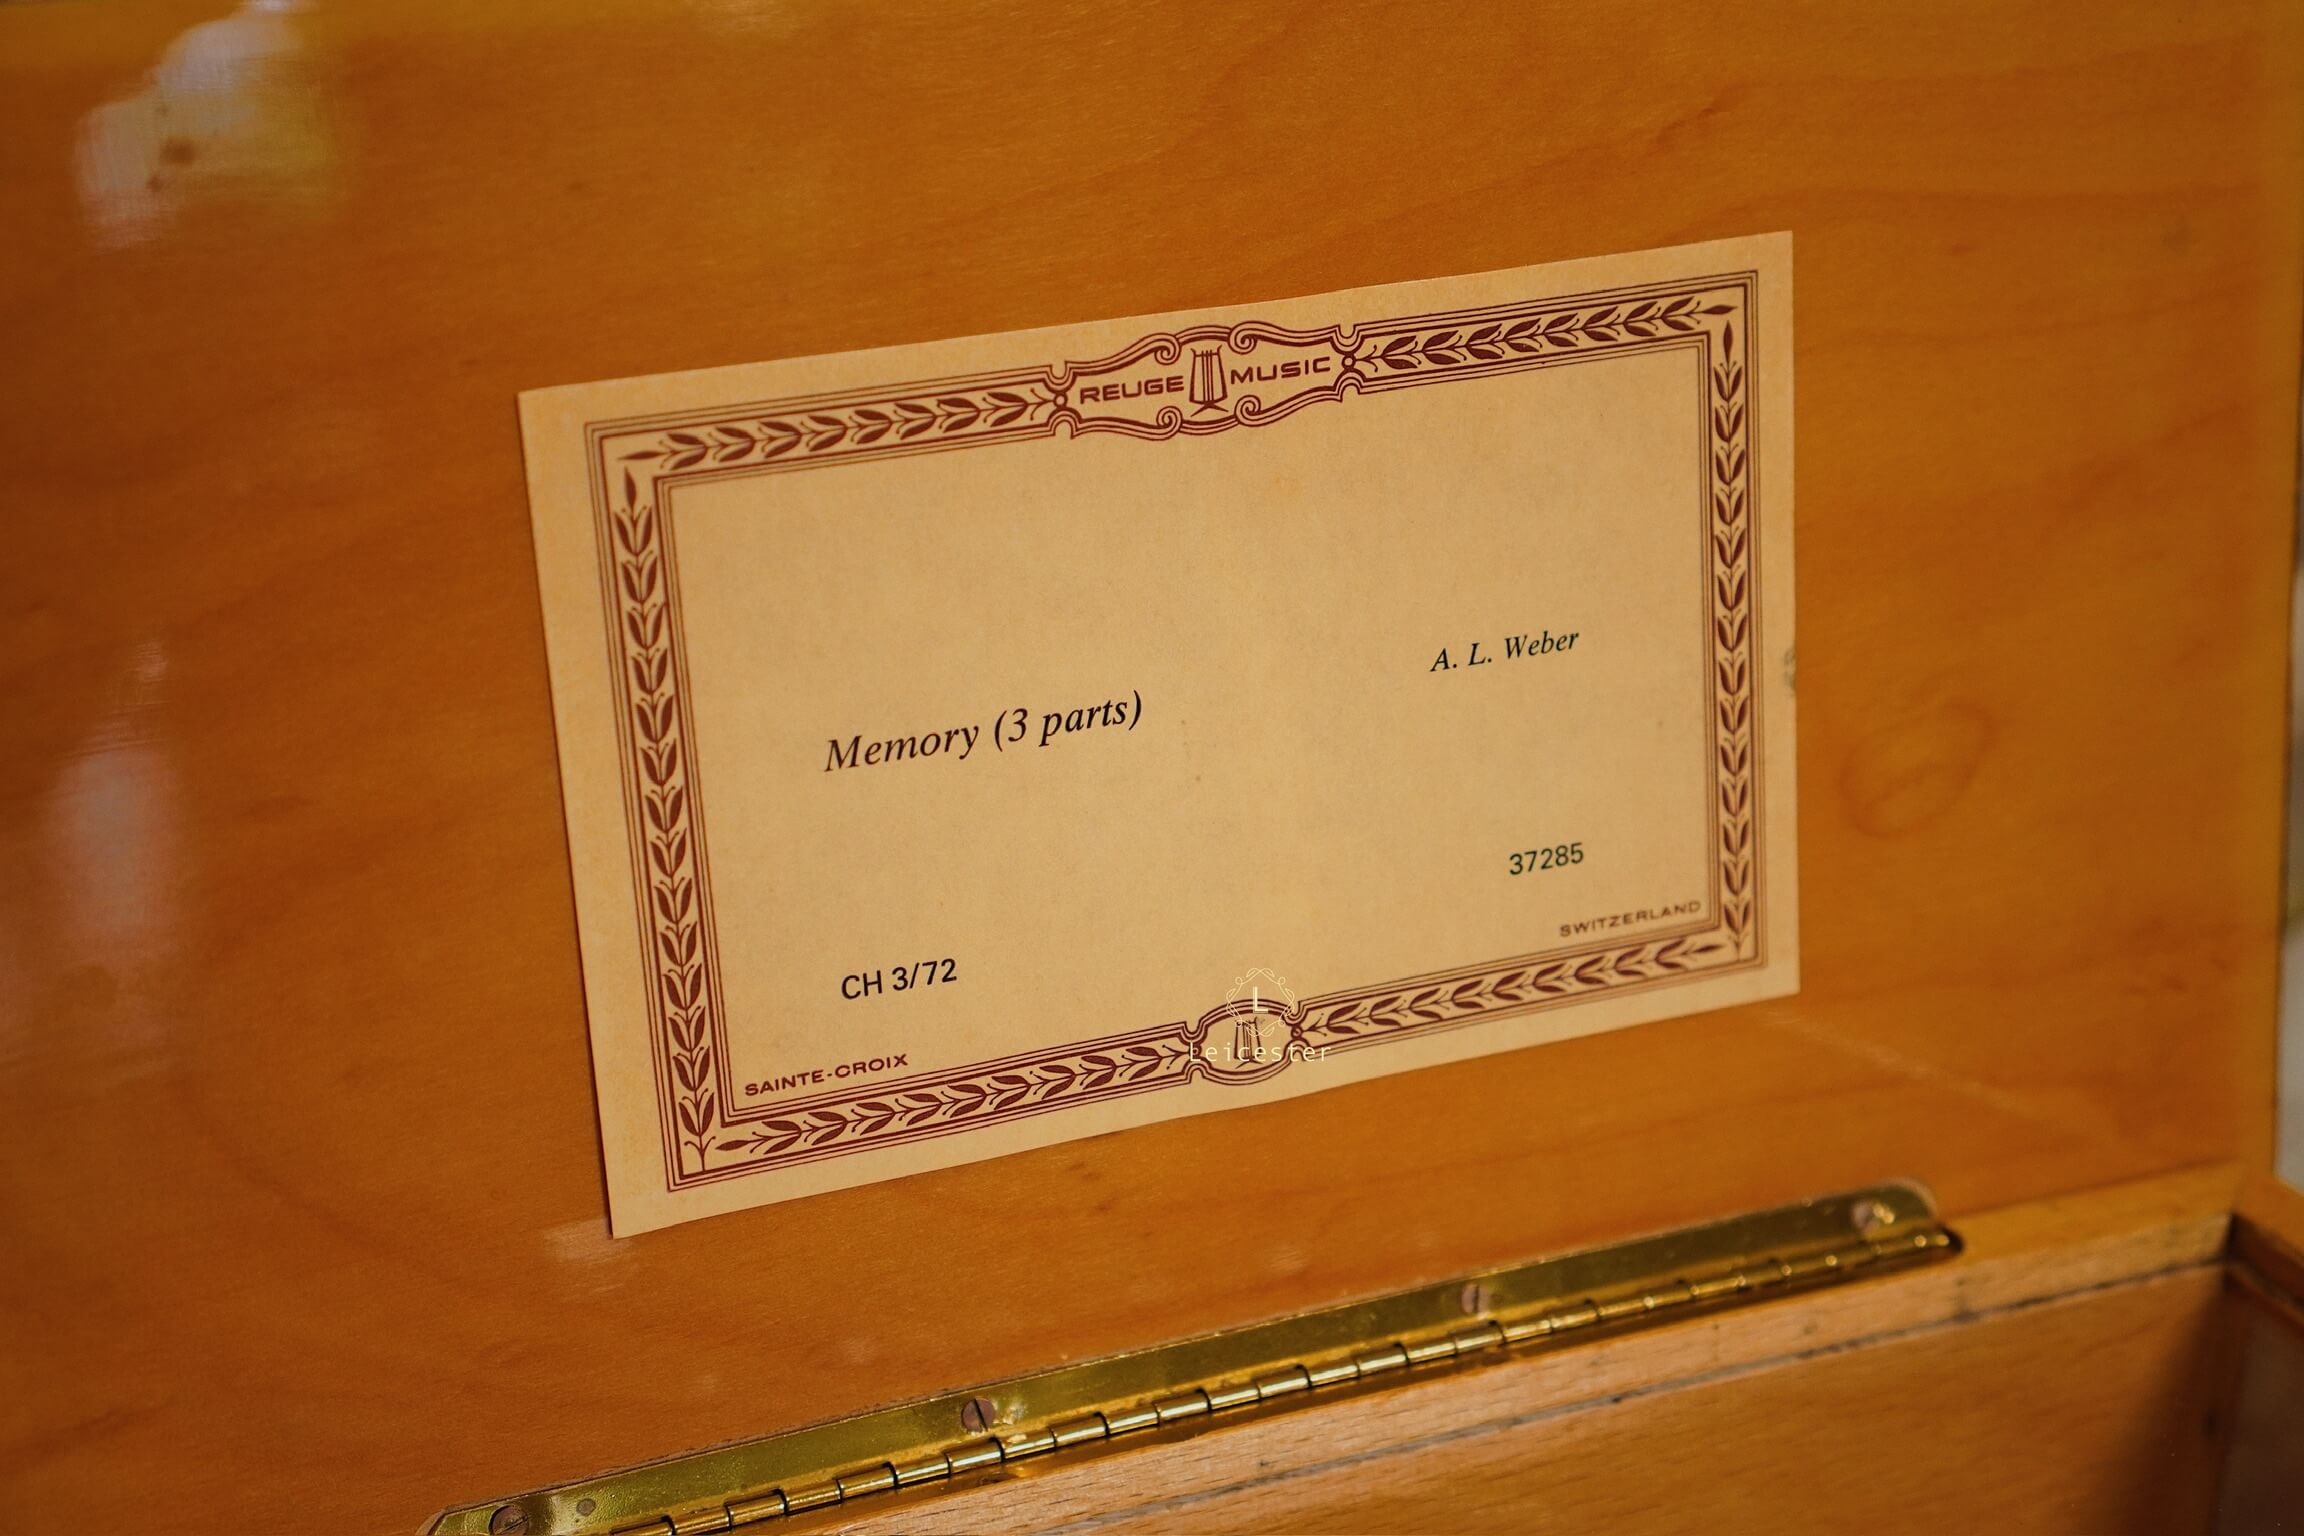 REUGE MUSIC
A. L. Weber
Memory (3 parts)
37285
SWITZERLAND
CH 3/72
SAINTE-CROIX
L
Leicester